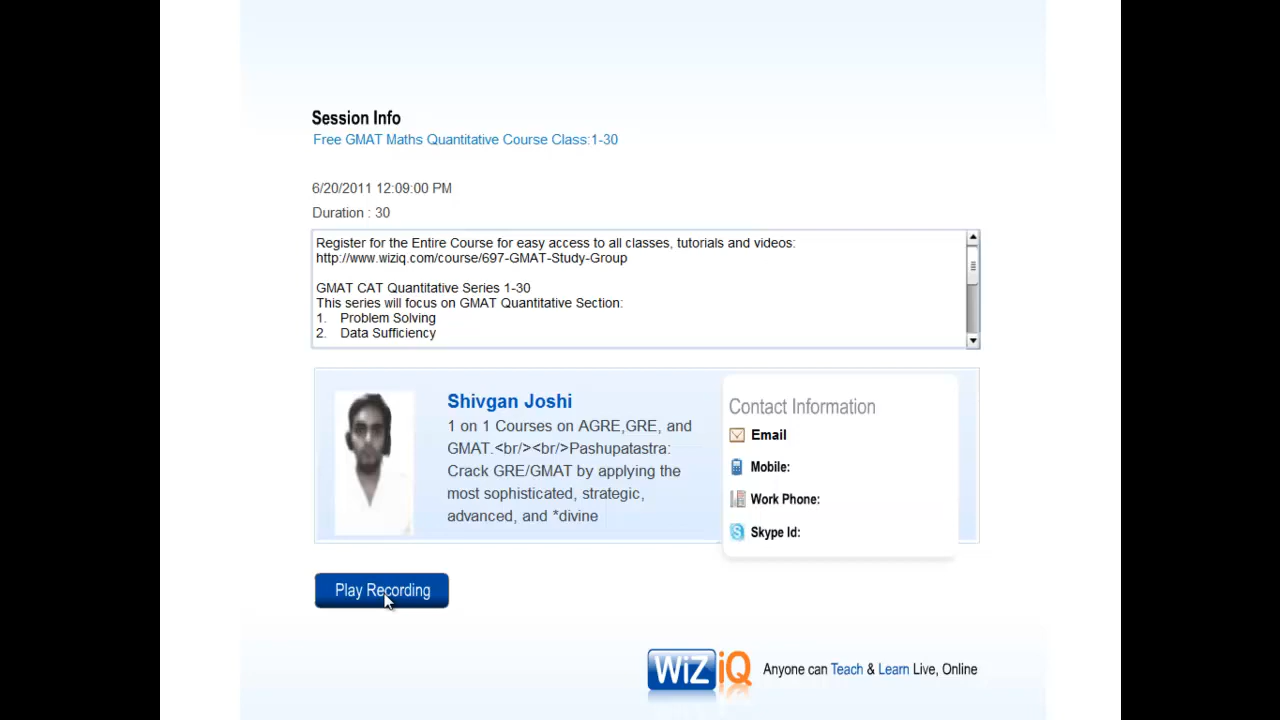 Session Info
Free GMAT Maths Quantitative Course Class:1-30
6/20/2011 12:09:00 PM
Duration : 30
Register for the Entire Course for easy access to all classes, tutorials and videos:
http://www.wiziq.com/course/697-GMAT-Study-Group
GMAT CAT Quantitative Series 1-30
This series will focus on GMAT Quantitative Section:
1. Problem Solving
2. Data Sufficiency
Shivgan Joshi
1 on 1 Courses on AGRE,GRE, and
GMAT.<br/><br/>Pashupatastra:
Crack GRE/GMAT by applying the
most sophisticated, strategic,
advanced, and *divine
Contact Information
Email
Mobile:
Work Phone:
Skype Id:
Play Recording
WiZiQ Anyone can Teach & Learn Live, Online